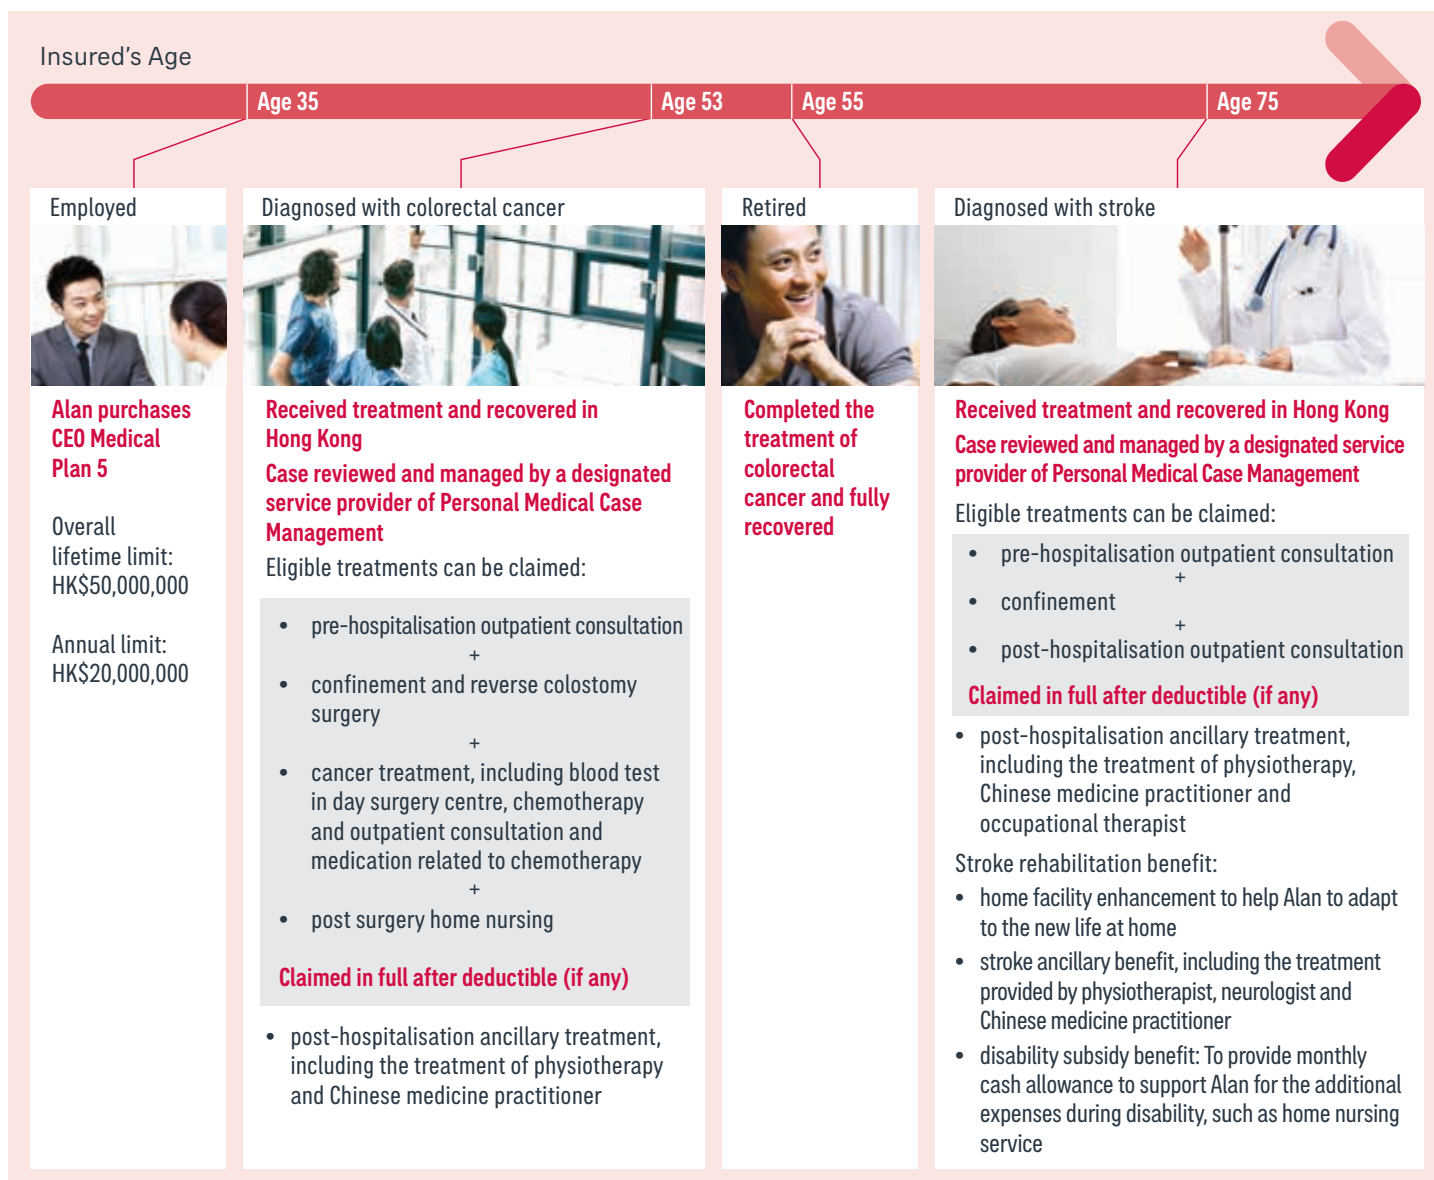 Insured's Age
Age 35
Age 53
Age 55
Age 75
Employed
Alan purchases
CEO Medical
Plan 5
Overall
lifetime limit:
HK$50,000,000
Annual limit:
HK$20,000,000
Diagnosed with colorectal cancer
Received treatment and recovered in
Hong Kong
Case reviewed and managed by a designated
service provider of Personal Medical Case
Management
Eligible treatments can be claimed:
• pre-hospitalisation outpatient consultation
+
• confinement and reverse colostomy
surgery
+
• cancer treatment, including blood test
in day surgery centre, chemotherapy
and outpatient consultation and
medication related to chemotherapy
+
• post surgery home nursing
Claimed in full after deductible (if any)
• post-hospitalisation ancillary treatment,
including the treatment of physiotherapy
and Chinese medicine practitioner
Retired
Completed the
treatment of
colorectal
cancer and fully
recovered
Diagnosed with stroke
Received treatment and recovered in Hong Kong
Case reviewed and managed by a designated service
provider of Personal Medical Case Management
Eligible treatments can be claimed:
• pre-hospitalisation outpatient consultation
+
• confinement
+
• post-hospitalisation outpatient consultation
Claimed in full after deductible (if any)
• post-hospitalisation ancillary treatment,
including the treatment of physiotherapy,
Chinese medicine practitioner and
occupational therapist
Stroke rehabilitation benefit:
• home facility enhancement to help Alan to adapt
to the new life at home
• stroke ancillary benefit, including the treatment
provided by physiotherapist, neurologist and
Chinese medicine practitioner
• disability subsidy benefit: To provide monthly
cash allowance to support Alan for the additional
expenses during disability, such as home nursing
service